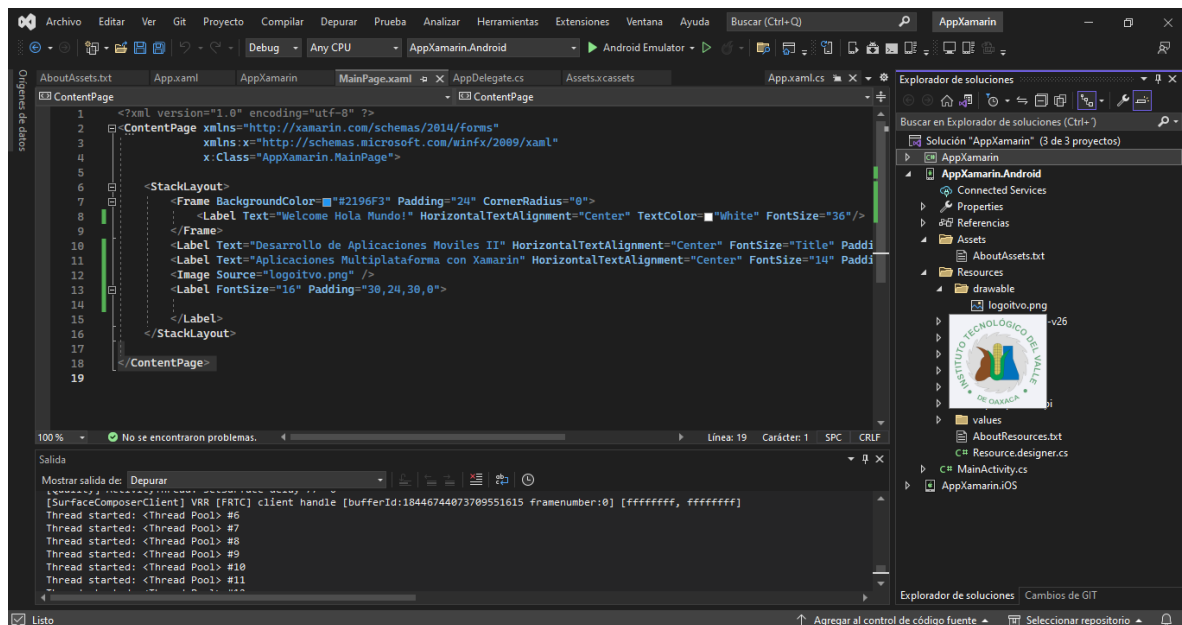 Archivo Editar Ver Git Proyecto Compilar Depurar Prueba Analizar Herramientas Extensiones Ventana Ayuda Buscar (Ctrl+Q) AppXamarin
Debug Any CPU AppXamarin.Android Android Emulator
Orígenes de datos
AboutAssets.txt App.xaml AppXamarin MainPage.xaml AppDelegate.cs Assets.xcassets App.xaml.cs
ContentPage ContentPage
1 <?xml version="1.0" encoding="utf-8" ?>
2 <ContentPage xmlns="http://xamarin.com/schemas/2014/forms"
3 xmlns:x="http://schemas.microsoft.com/winfx/2009/xaml"
4 x:Class="AppXamarin.MainPage">
5
6 <StackLayout>
7 <Frame BackgroundColor="#2196F3" Padding="24" CornerRadius="0">
8 <Label Text="Welcome Hola Mundo!" HorizontalTextAlignment="Center" TextColor="White" FontSize="36"/>
9 </Frame>
10 <Label Text="Desarrollo de Aplicaciones Moviles II" HorizontalTextAlignment="Center" FontSize="Title" Paddi
11 <Label Text="Aplicaciones Multiplataforma con Xamarin" HorizontalTextAlignment="Center" FontSize="14" Paddi
12 <Image Source="logoitvo.png" />
13 <Label FontSize="16" Padding="30,24,30,0">
14
15 </Label>
16 </StackLayout>
17
18 </ContentPage>
19
100 % No se encontraron problemas. Línea: 19 Carácter: 1 SPC CRLF
Salida
Mostrar salida de: Depurar
[SurfaceComposerClient] VRR [FRTC] client handle [bufferId:18446744073709551615 framenumber:0] [ffffffff, ffffffff]
Thread started: <Thread Pool> #6
Thread started: <Thread Pool> #7
Thread started: <Thread Pool> #8
Thread started: <Thread Pool> #9
Thread started: <Thread Pool> #10
Thread started: <Thread Pool> #11
Explorador de soluciones
Buscar en Explorador de soluciones (Ctrl+´)
Solución "AppXamarin" (3 de 3 proyectos)
AppXamarin
AppXamarin.Android
Connected Services
Properties
Referencias
Assets
AboutAssets.txt
Resources
drawable
logoitvo.png
-v26
INSTITUTO TECNOLÓGICO DEL VALLE
DE OAXACA
pi
values
AboutResources.txt
C# Resource.designer.cs
C# MainActivity.cs
AppXamarin.iOS
Explorador de soluciones Cambios de GIT
Listo Agregar al control de código fuente Seleccionar repositorio